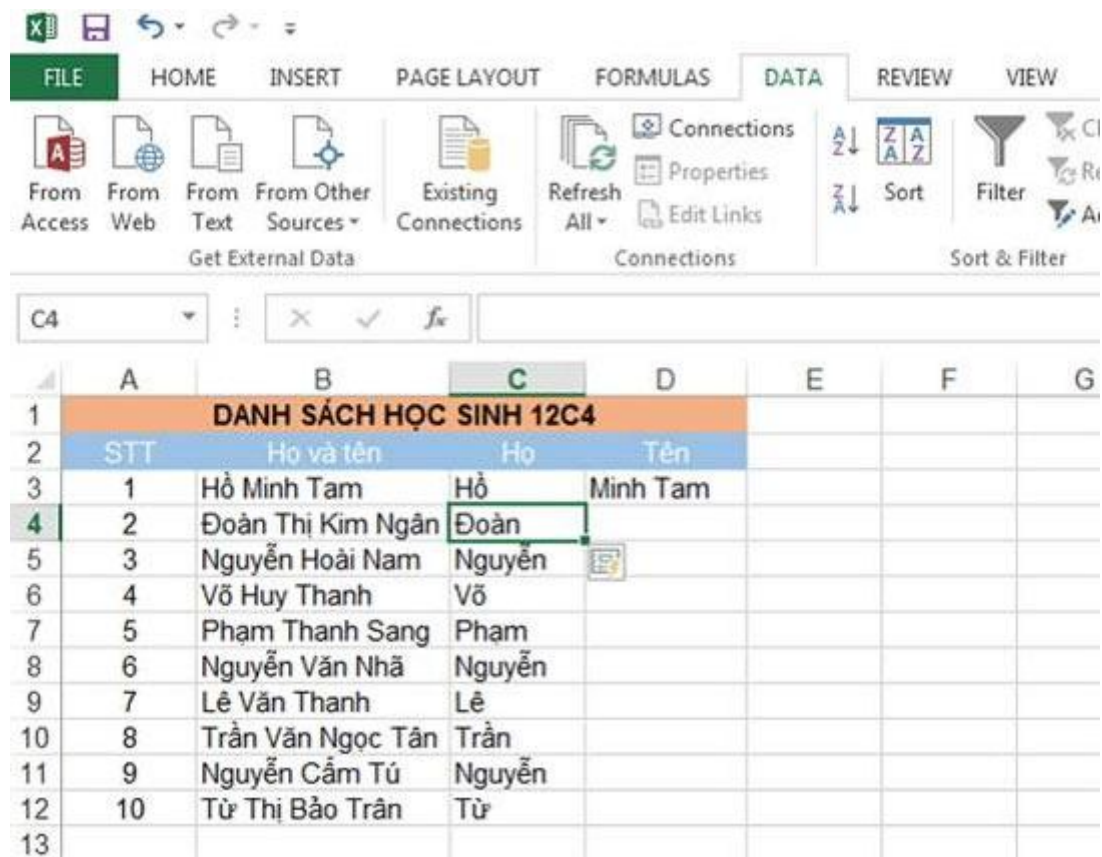 FILE HOME INSERT PAGE LAYOUT FORMULAS DATA REVIEW VIEW
From Access
From Web
From Text
From Other Sources
Existing Connections
Refresh All
Connections
Properties
Edit Links
Sort
Filter
Get External Data
Connections
Sort & Filter
C4
fx
A B C D E F G
1 DANH SÁCH HỌC SINH 12C4
2 STT Họ và tên Họ Tên
3 1 Hồ Minh Tam Hồ Minh Tam
4 2 Đoàn Thị Kim Ngân Đoàn
5 3 Nguyễn Hoài Nam Nguyễn
6 4 Võ Huy Thanh Võ
7 5 Phạm Thanh Sang Phạm
8 6 Nguyễn Văn Nhã Nguyễn
9 7 Lê Văn Thanh Lê
10 8 Trần Văn Ngọc Tân Trần
11 9 Nguyễn Cẩm Tú Nguyễn
12 10 Từ Thị Bảo Trân Từ
13